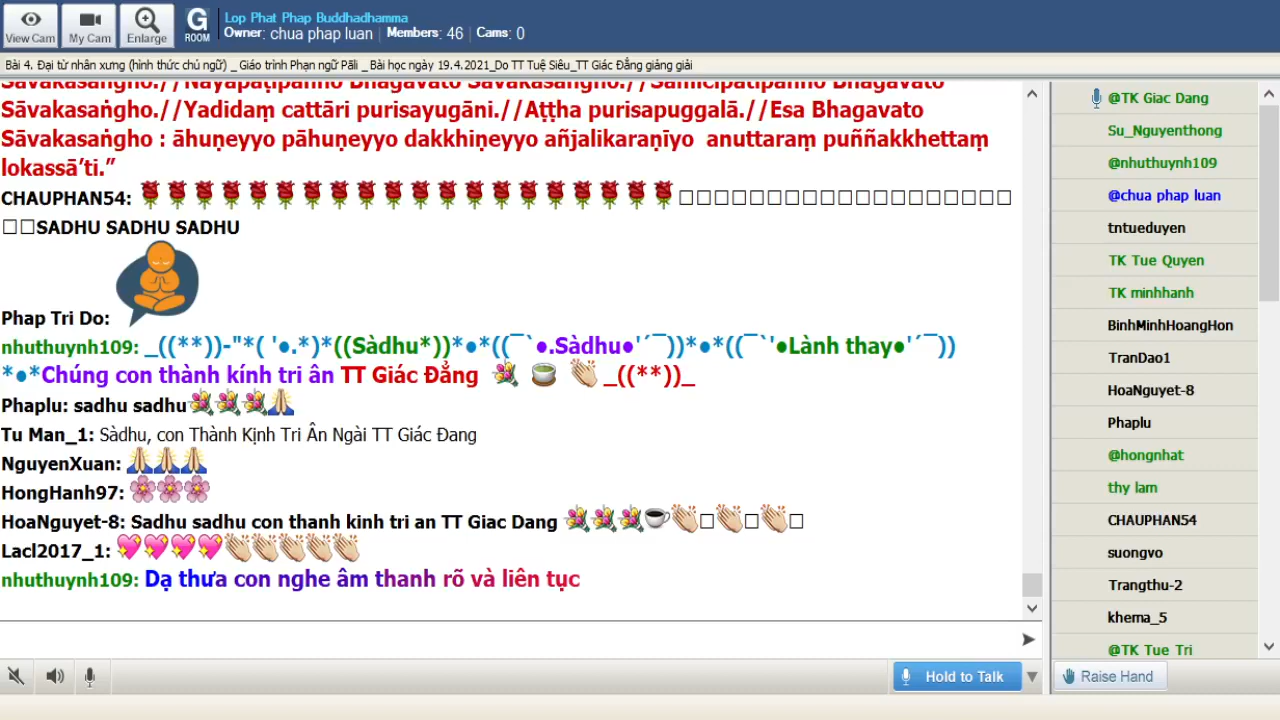 View Cam
My Cam
Enlarge
G
ROOM
Lop Phat Phap Buddhadhamma
Owner: chua phap luan | Members: 46 | Cams: 0
Bài 4. Đại từ nhân xưng (hình thức chủ ngữ) _ Giáo trình Phạn ngữ Pāli _ Bài học ngày 19.4.2021_Do TT Tuệ Siêu_TT Giác Đẳng giảng giải
Sāvakasaṅgho.//Ñāyapaṭipanno Bhagavato Sāvakasaṅgho.//Sāmīcipaṭipanno Bhagavato
Sāvakasaṅgho.//Yadidaṃ cattāri purisayugāni.//Aṭṭha purisapuggalā.//Esa Bhagavato
Sāvakasaṅgho : āhuṇeyyo pāhuṇeyyo dakkhiṇeyyo añjalikaraṇīyo anuttaraṃ puññakkhettaṃ
lokassā’ti.”
CHAUPHAN54: 🌹🌹🌹🌹🌹🌹🌹🌹🌹🌹🌹🌹🌹🌹🌹🌹🌹🌹🌹🌹□□□□□□□□□□□□□□□□□□□
□□SADHU SADHU SADHU
Phap Tri Do:
nhuthuynh109: _((**))-"*( '●.*)*((Sàdhu*))*●*((¯`●.Sàdhu●'´¯))*●*((¯`'●Lành thay●'´¯))
*●*Chúng con thành kính tri ân TT Giác Đẳng 💐 🍵 👏 _((**))_
Phaplu: sadhu sadhu💐💐💐🙏
Tu Man_1: Sàdhu, con Thành Kịnh Tri Ân Ngài TT Giác Đang
NguyenXuan: 🙏🙏🙏
HongHanh97: 🌸🌸🌸
HoaNguyet-8: Sadhu sadhu con thanh kinh tri an TT Giac Dang 💐💐💐☕👏□👏□👏□
Lacl2017_1: 💖💖💖💖👏👏👏👏👏
nhuthuynh109: Dạ thưa con nghe âm thanh rõ và liên tục
Hold to Talk
@TK Giac Dang
Su_Nguyenthong
@nhuthuynh109
@chua phap luan
tntueduyen
TK Tue Quyen
TK minhhanh
BinhMinhHoangHon
TranDao1
HoaNguyet-8
Phaplu
@hongnhat
thy lam
CHAUPHAN54
suongvo
Trangthu-2
khema_5
@TK Tue Tri
Raise Hand